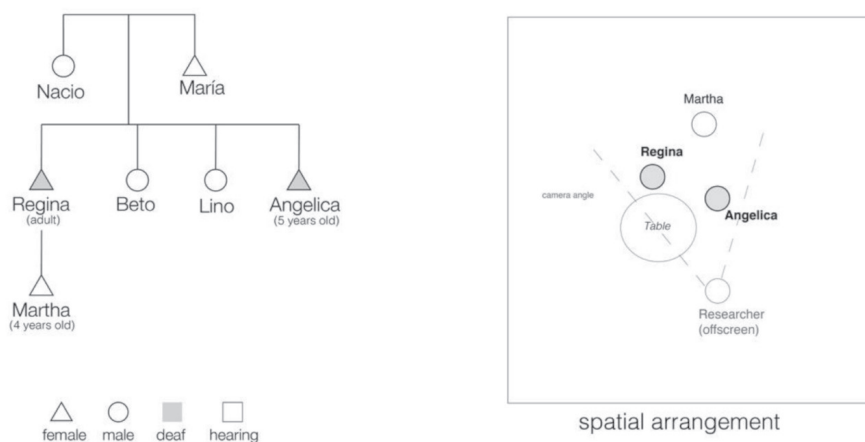 Nacio
María
Regina
(adult)
Beto
Lino
Angelica
(5 years old)
Martha
(4 years old)
female male deaf hearing
Martha
Regina
camera angle
Table
Angelica
Researcher
(offscreen)
spatial arrangement